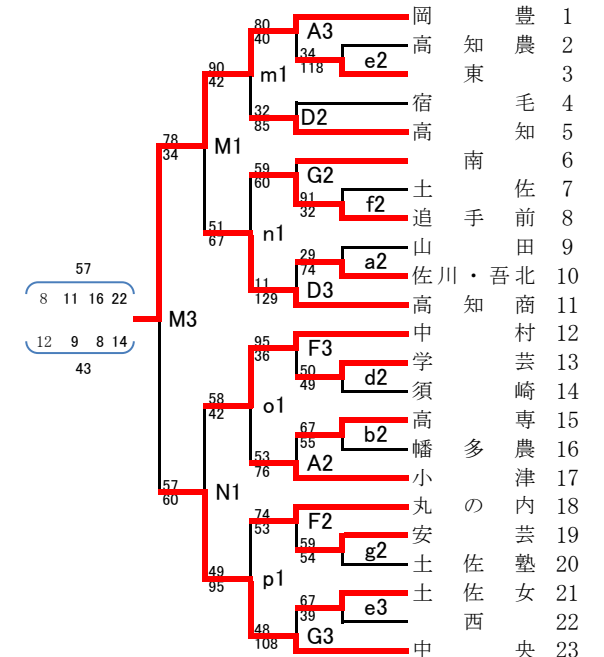 岡 豊 1
80 A3
40
高 知 農 2
34 e2
118
東 3
90 m1
42
宿 毛 4
32 D2
85
高 知 5
78 M1
34
南 6
59 G2
60
土 佐 7
91 f2
32
追 手 前 8
51 n1
67
山 田 9
29 a2
74
佐川・吾北 10
11 D3
129
高 知 商 11
57
8 11 16 22
M3
12 9 8 14
43
中 村 12
95 F3
36
学 芸 13
50 d2
49
須 崎 14
58 o1
42
高 専 15
67 b2
55
幡 多 農 16
53 A2
76
小 津 17
57 N1
60
丸 の 内 18
74 F2
53
安 芸 19
59 g2
54
土 佐 塾 20
49 p1
95
土 佐 女 21
67 e3
39
西 22
48 G3
108
中 央 23